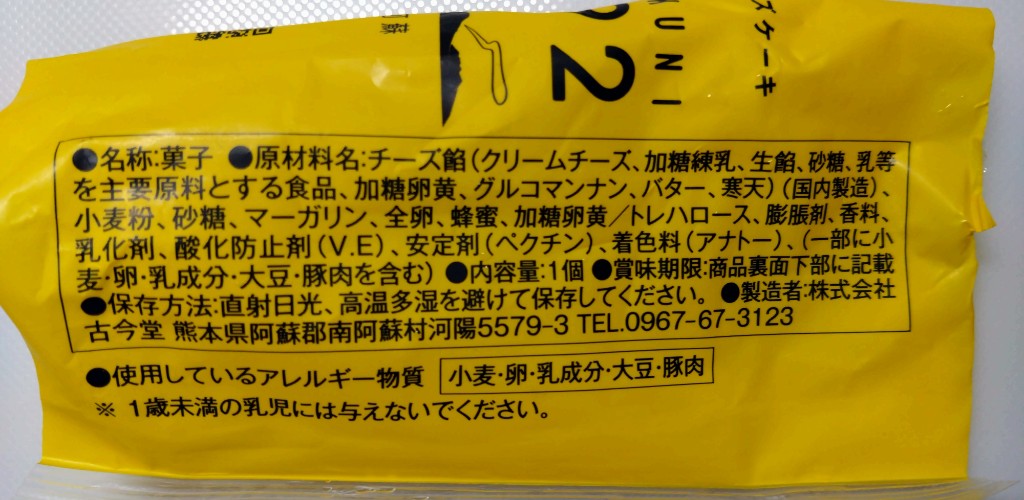 ズケーキ
KUNI
2
●名称:菓子 ●原材料名:チーズ餡(クリームチーズ、加糖練乳、生餡、砂糖、乳等
を主要原料とする食品、加糖卵黄、グルコマンナン、バター、寒天)(国内製造)、
小麦粉、砂糖、マーガリン、全卵、蜂蜜、加糖卵黄/トレハロース、膨脹剤、香料、
乳化剤、酸化防止剤(V.E)、安定剤(ペクチン)、着色料(アナトー)、(一部に小
麦・卵・乳成分・大豆・豚肉を含む) ●内容量:1個 ●賞味期限:商品裏面下部に記載
●保存方法:直射日光、高温多湿を避けて保存してください。 ●製造者:株式会社
古今堂 熊本県阿蘇郡南阿蘇村河陽5579-3 TEL.0967-67-3123
●使用しているアレルギー物質 小麦・卵・乳成分・大豆・豚肉
※ 1歳未満の乳児には与えないでください。